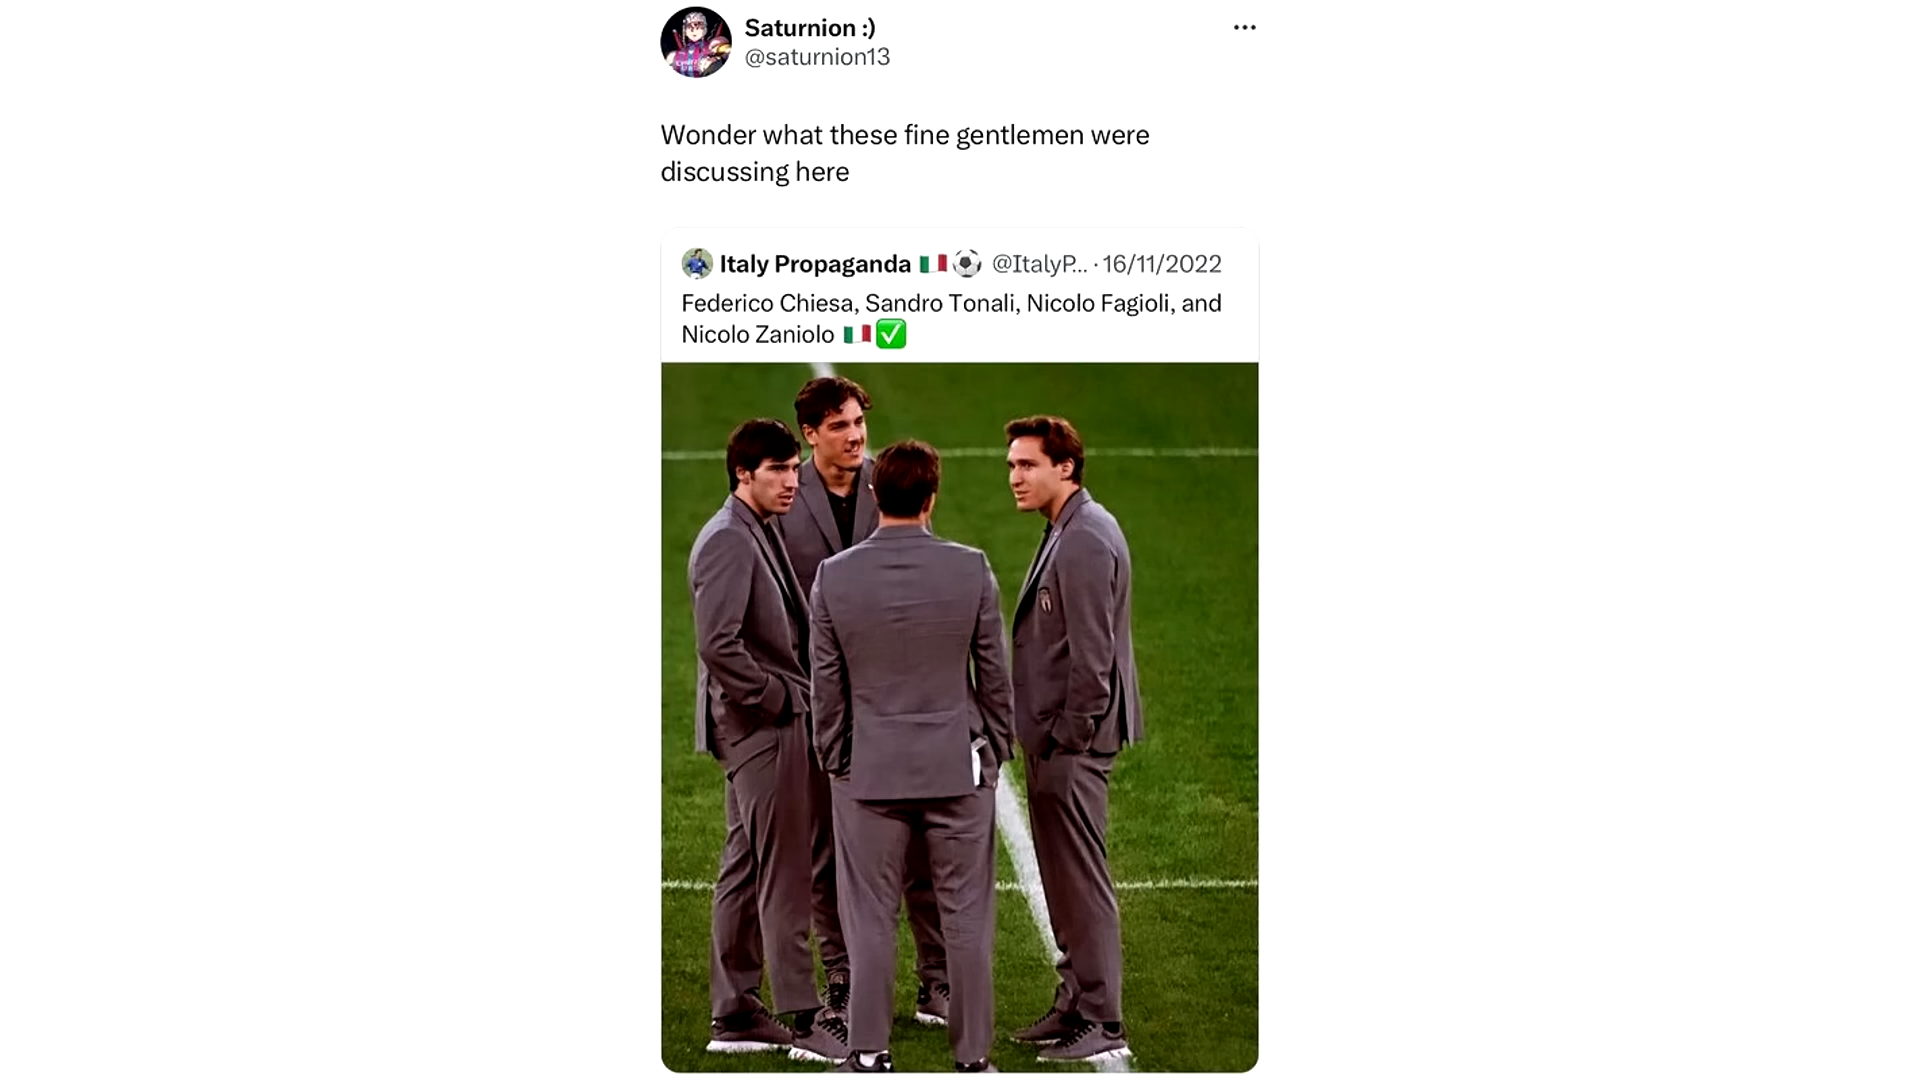 Saturnion :)
@saturnion13
Wonder what these fine gentlemen were
discussing here
Italy Propaganda 🇮🇹⚽ @ItalyP... · 16/11/2022
Federico Chiesa, Sandro Tonali, Nicolo Fagioli, and
Nicolo Zaniolo 🇮🇹✅